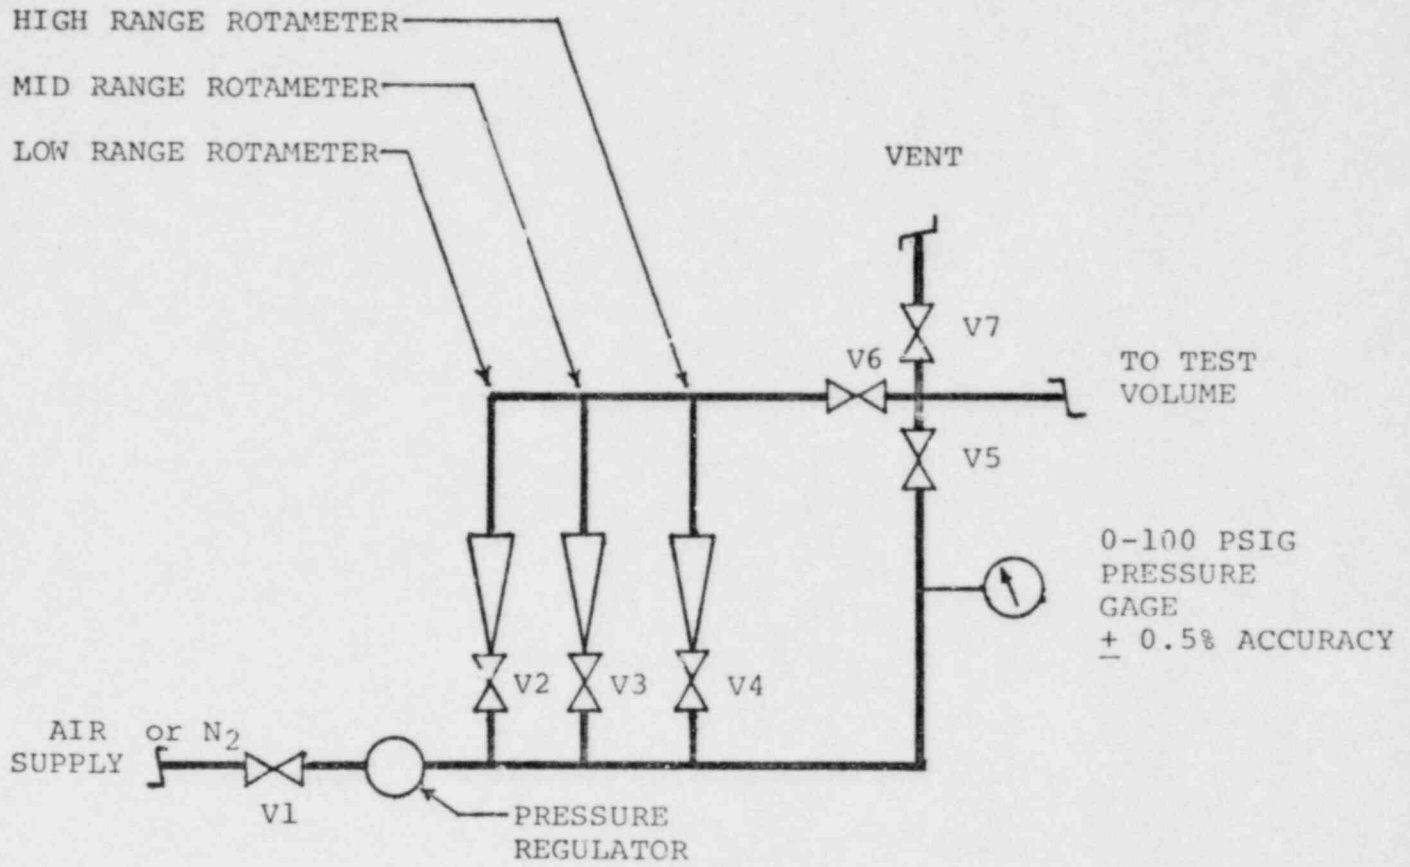 HIGH RANGE ROTAMETER
MID RANGE ROTAMETER
LOW RANGE ROTAMETER
VENT
V7
V6
TO TEST
VOLUME
V5
0-100 PSIG
PRESSURE
GAGE
± 0.5% ACCURACY
V2
V3
V4
AIR or N₂
SUPPLY
V1
PRESSURE
REGULATOR